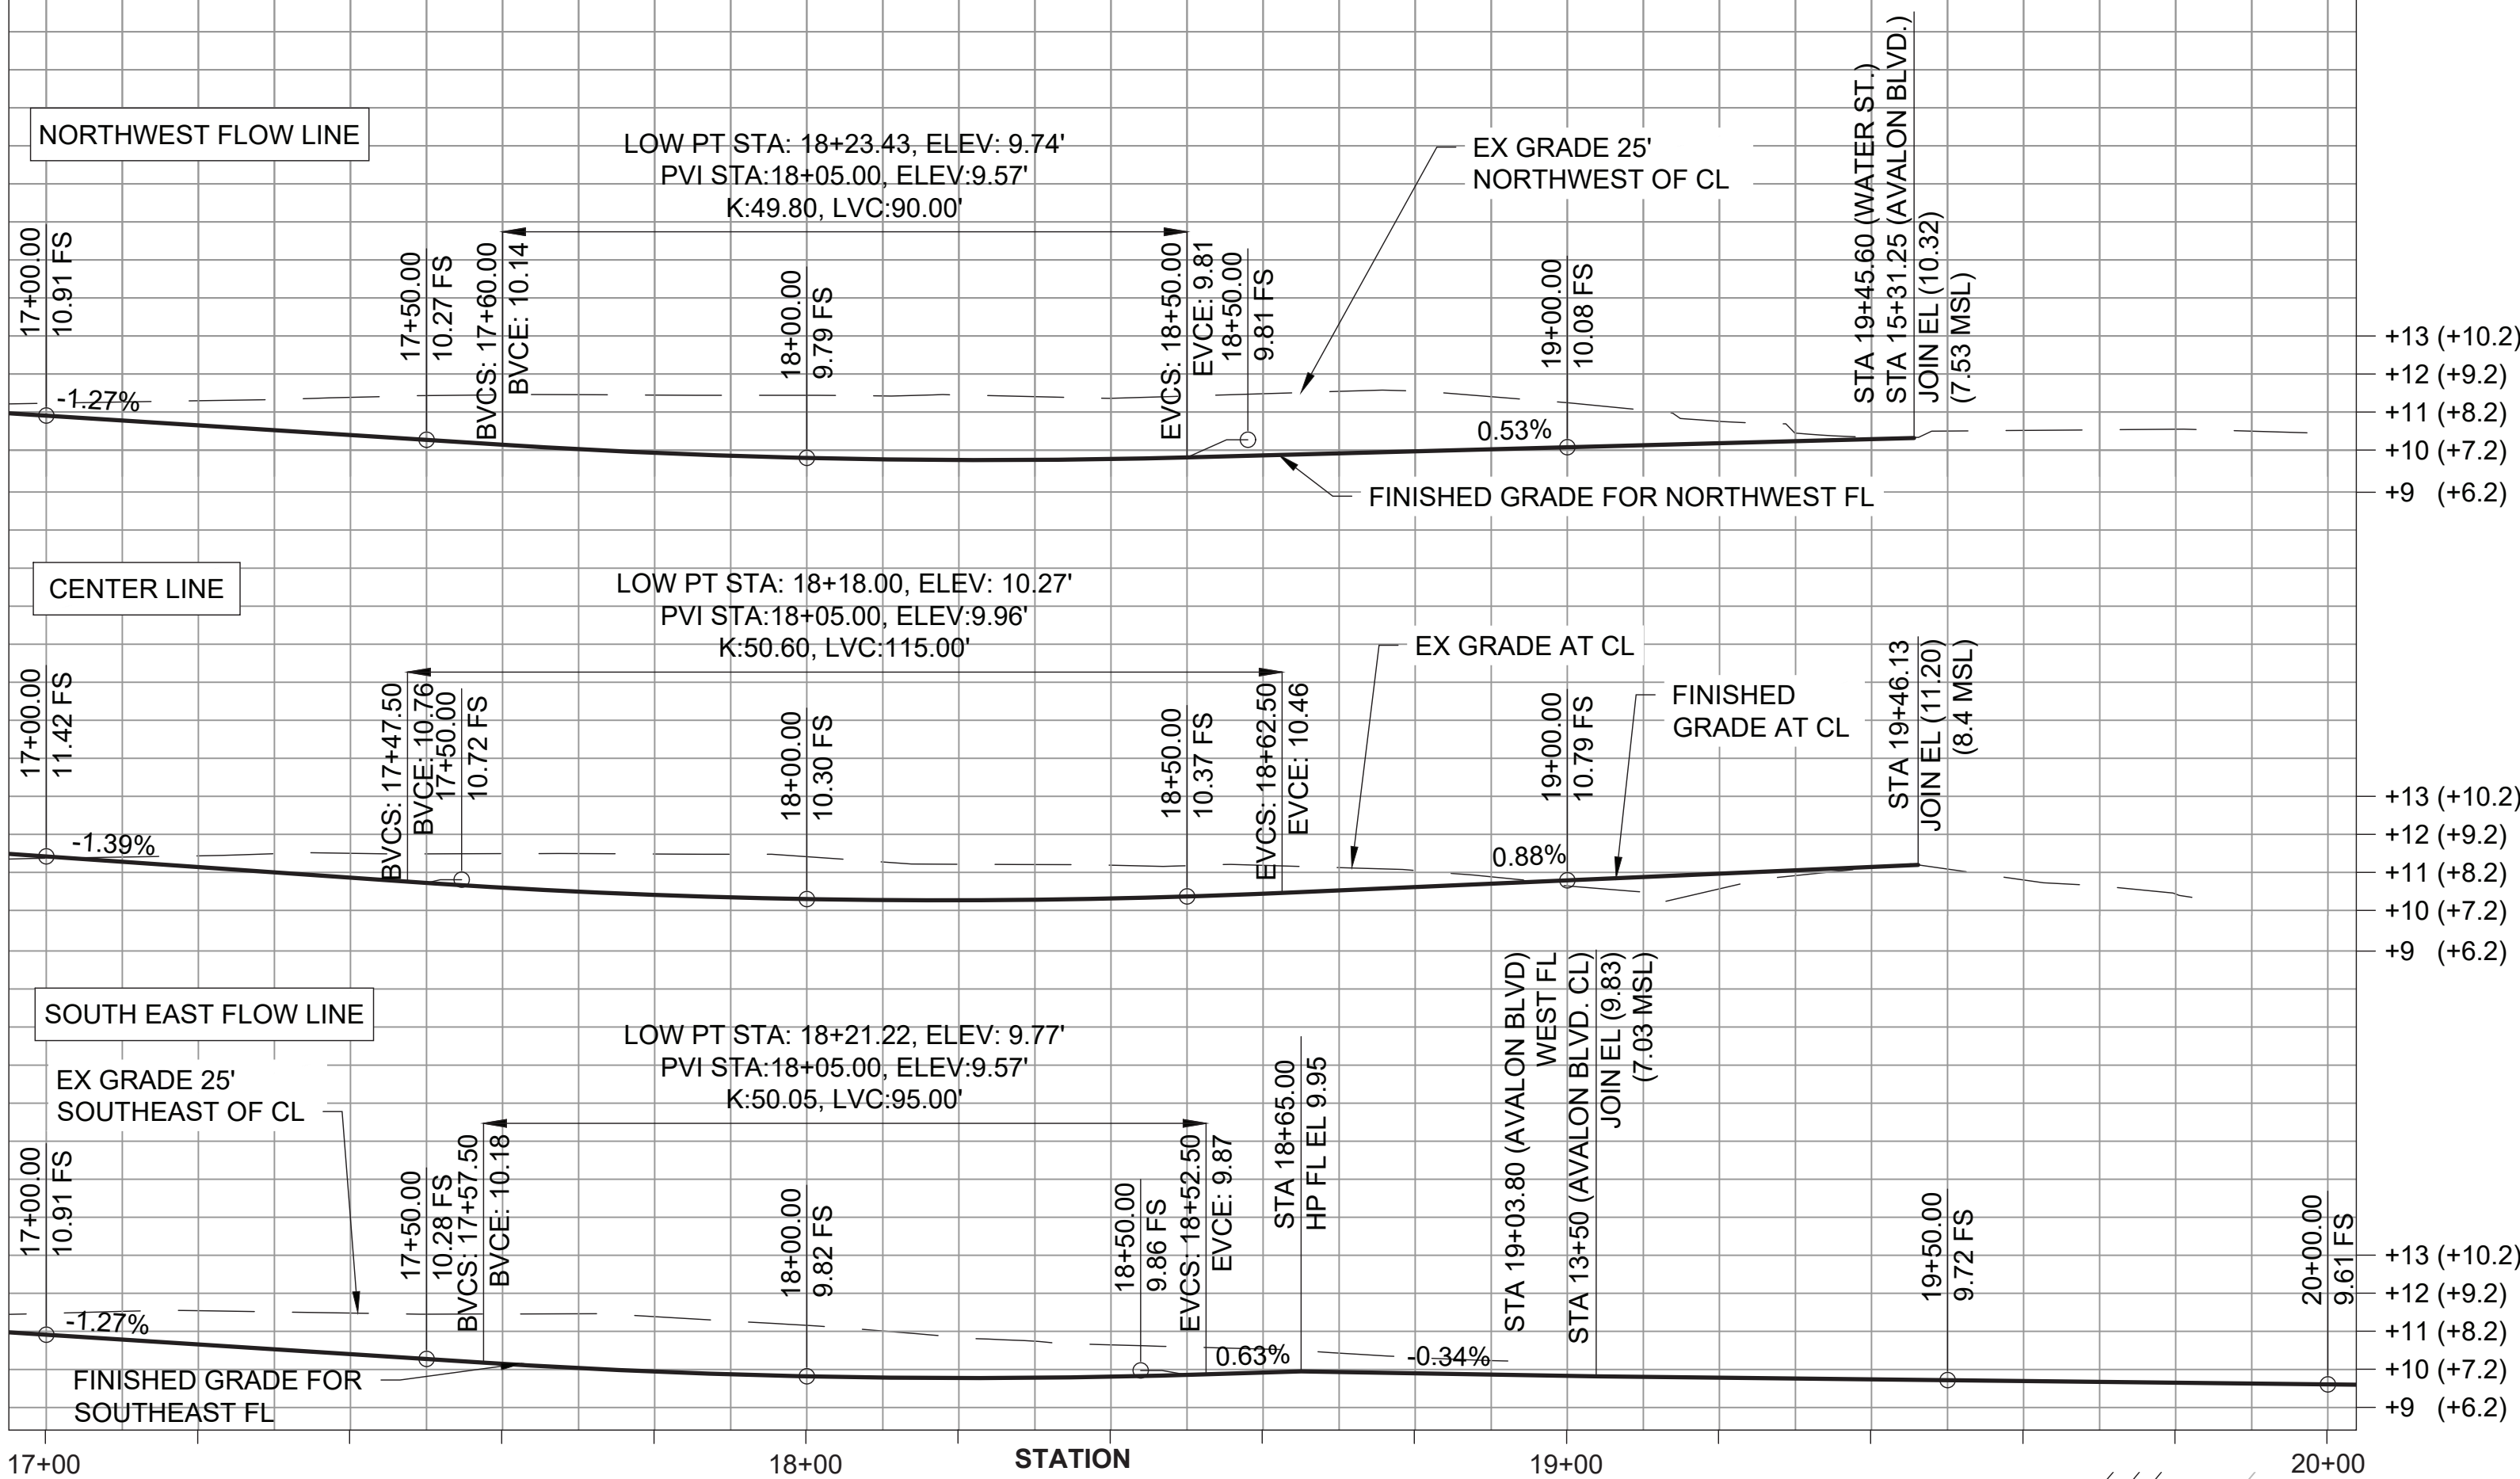 NORTHWEST FLOW LINE
LOW PT STA: 18+23.43, ELEV: 9.74'
PVI STA:18+05.00, ELEV:9.57'
K:49.80, LVC:90.00'
EX GRADE 25'
NORTHWEST OF CL
17+00.00
10.91 FS
-1.27%
17+50.00
10.27 FS
BVCS: 17+60.00
BVCE: 10.14
18+00.00
9.79 FS
EVCS: 18+50.00
EVCE: 9.81
18+50.00
9.81 FS
19+00.00
10.08 FS
0.53%
STA 19+45.60 (WATER ST.)
STA 15+31.25 (AVALON BLVD.)
JOIN EL (10.32)
(7.53 MSL)
FINISHED GRADE FOR NORTHWEST FL
+13 (+10.2)
+12 (+9.2)
+11 (+8.2)
+10 (+7.2)
+9 (+6.2)
CENTER LINE
LOW PT STA: 18+18.00, ELEV: 10.27'
PVI STA:18+05.00, ELEV:9.96'
K:50.60, LVC:115.00'
EX GRADE AT CL
FINISHED
GRADE AT CL
17+00.00
11.42 FS
-1.39%
BVCS: 17+47.50
BVCE: 10.76
17+50.00
10.72 FS
18+00.00
10.30 FS
18+50.00
10.37 FS
EVCS: 18+62.50
EVCE: 10.46
19+00.00
10.79 FS
0.88%
STA 19+46.13
JOIN EL (11.20)
(8.4 MSL)
+13 (+10.2)
+12 (+9.2)
+11 (+8.2)
+10 (+7.2)
+9 (+6.2)
SOUTH EAST FLOW LINE
LOW PT STA: 18+21.22, ELEV: 9.77'
PVI STA:18+05.00, ELEV:9.57'
K:50.05, LVC:95.00'
EX GRADE 25'
SOUTHEAST OF CL
17+00.00
10.91 FS
-1.27%
17+50.00
10.28 FS
BVCS: 17+57.50
BVCE: 10.18
18+00.00
9.82 FS
18+50.00
9.86 FS
EVCS: 18+52.50
EVCE: 9.87
0.63%
STA 18+65.00
HP FL EL 9.95
-0.34%
STA 19+03.80 (AVALON BLVD)
WEST FL
STA 13+50 (AVALON BLVD. CL)
JOIN EL (9.83)
(7.03 MSL)
19+50.00
9.72 FS
20+00.00
9.61 FS
FINISHED GRADE FOR
SOUTHEAST FL
+13 (+10.2)
+12 (+9.2)
+11 (+8.2)
+10 (+7.2)
+9 (+6.2)
17+00
18+00
STATION
19+00
20+00